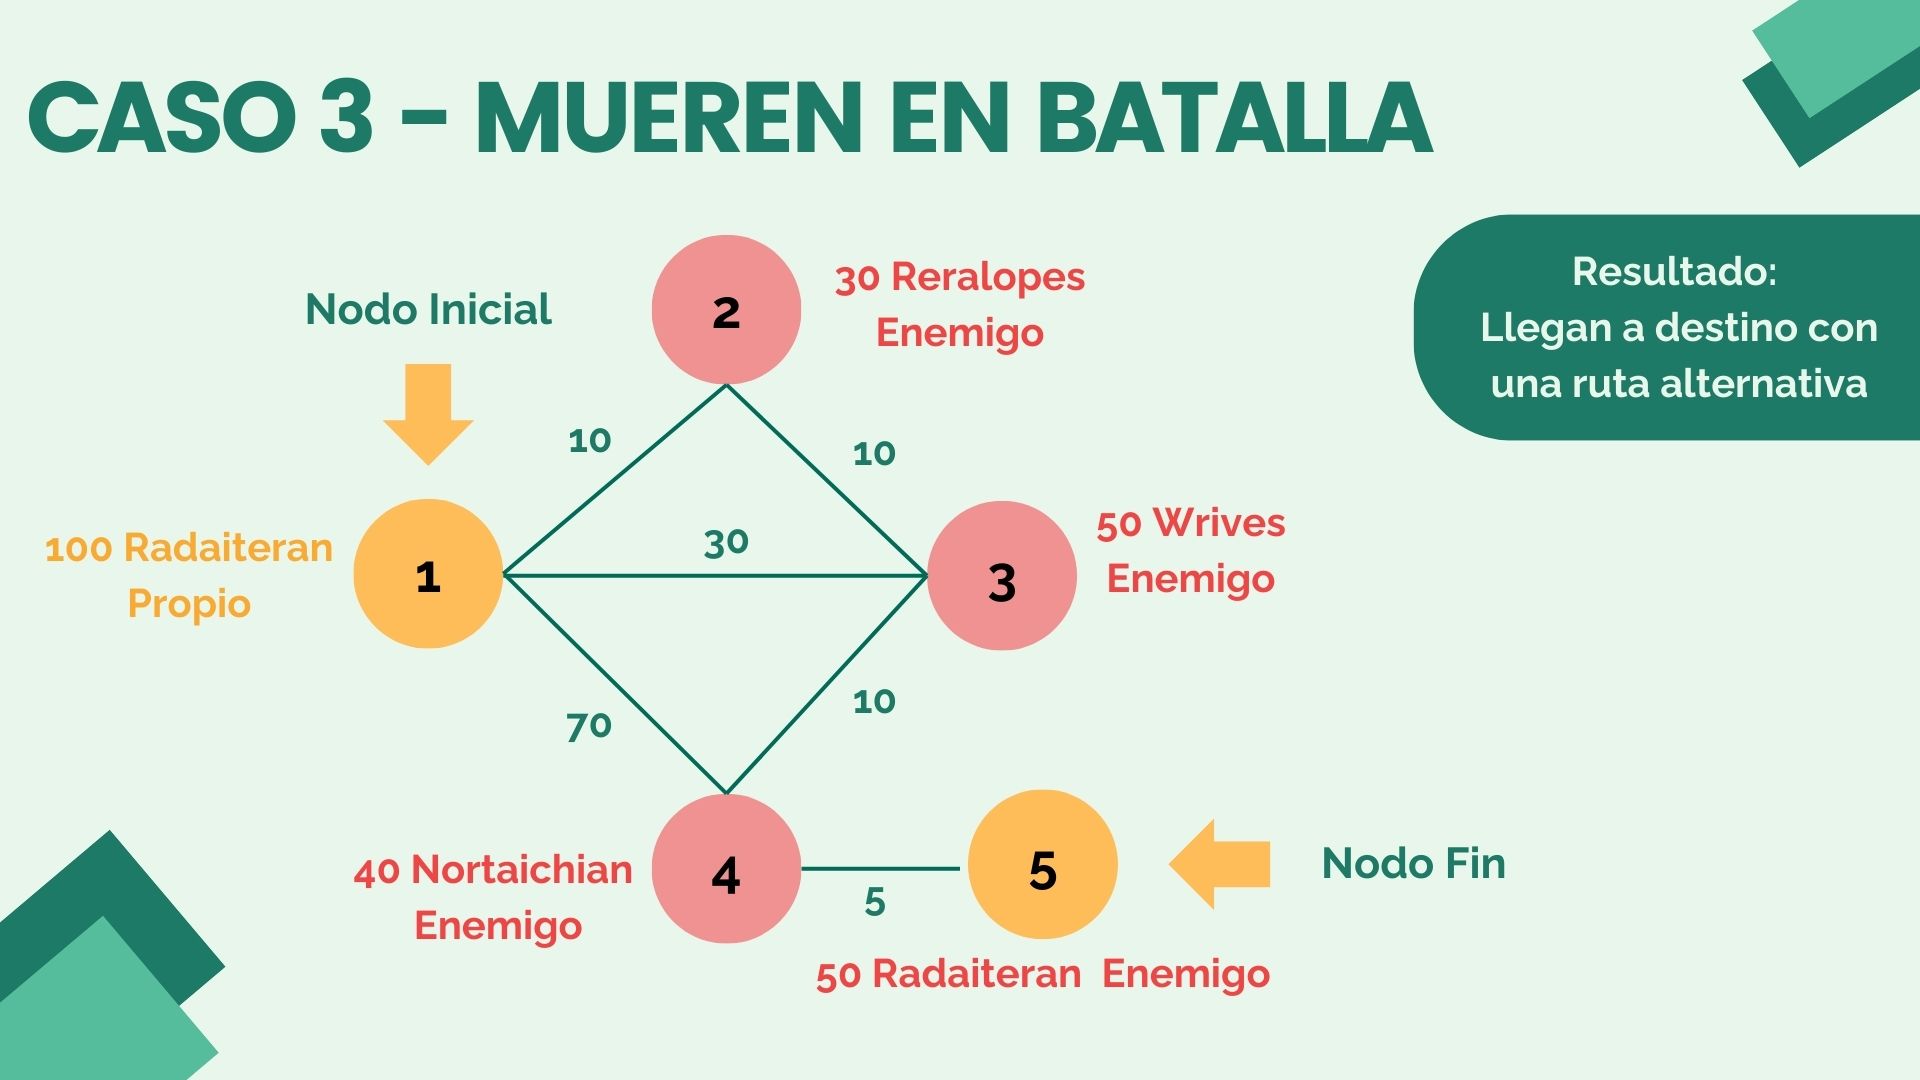 CASO 3 - MUEREN EN BATALLA
Resultado:
Llegan a destino con
una ruta alternativa
Nodo Inicial
2
30 Reralopes
Enemigo
10
10
100 Radaiteran
Propio
1
30
3
50 Wrives
Enemigo
70
10
40 Nortaichian
Enemigo
4
5
5
Nodo Fin
50 Radaiteran  Enemigo